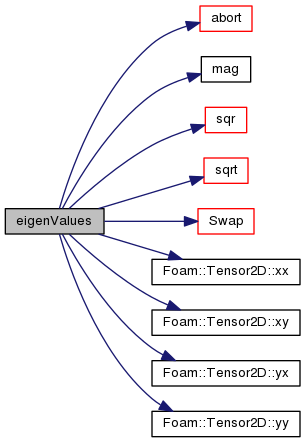 abort
mag
sqr
sqrt
eigenValues
Swap
Foam::Tensor2D::xx
Foam::Tensor2D::xy
Foam::Tensor2D::yx
Foam::Tensor2D::yy